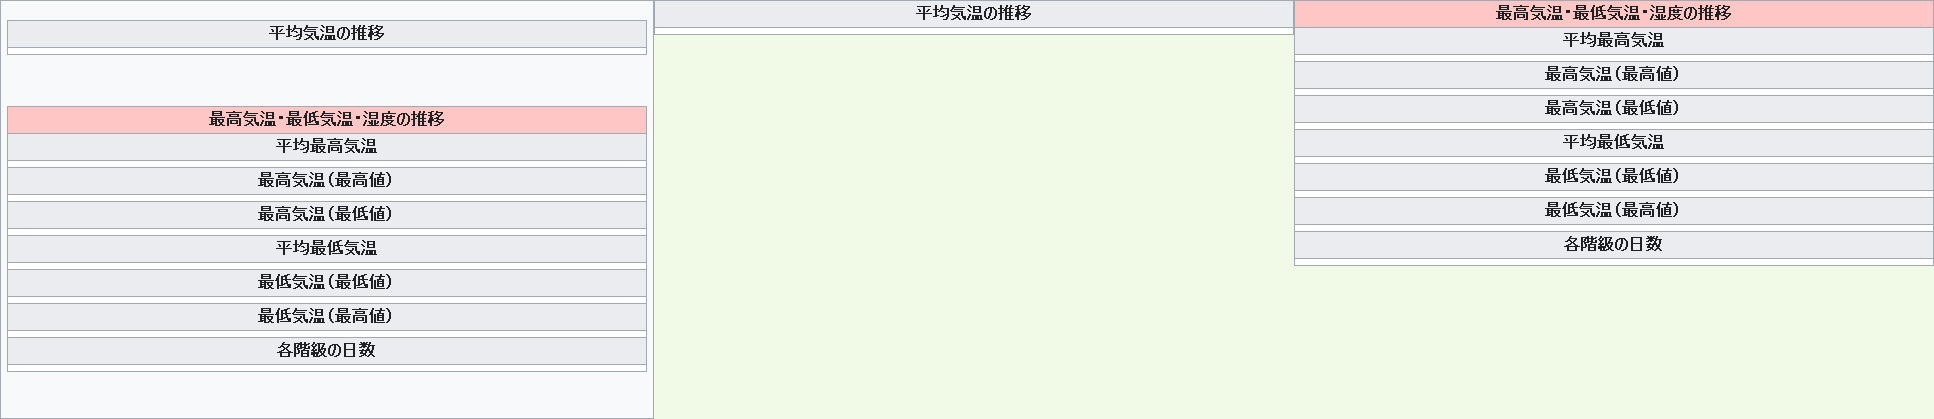 平均気温の推移
最高気温・最低気温・湿度の推移
平均最高気温
最高気温（最高値）
最高気温（最低値）
平均最低気温
最低気温（最低値）
最低気温（最高値）
各階級の日数
平均気温の推移
最高気温・最低気温・湿度の推移
平均最高気温
最高気温（最高値）
最高気温（最低値）
平均最低気温
最低気温（最低値）
最低気温（最高値）
各階級の日数